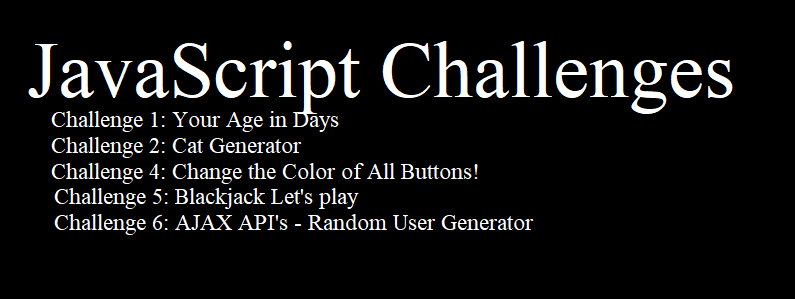 JavaScript Challenges
Challenge 1: Your Age in Days
Challenge 2: Cat Generator
Challenge 4: Change the Color of All Buttons!
Challenge 5: Blackjack Let's play
Challenge 6: AJAX API's - Random User Generator